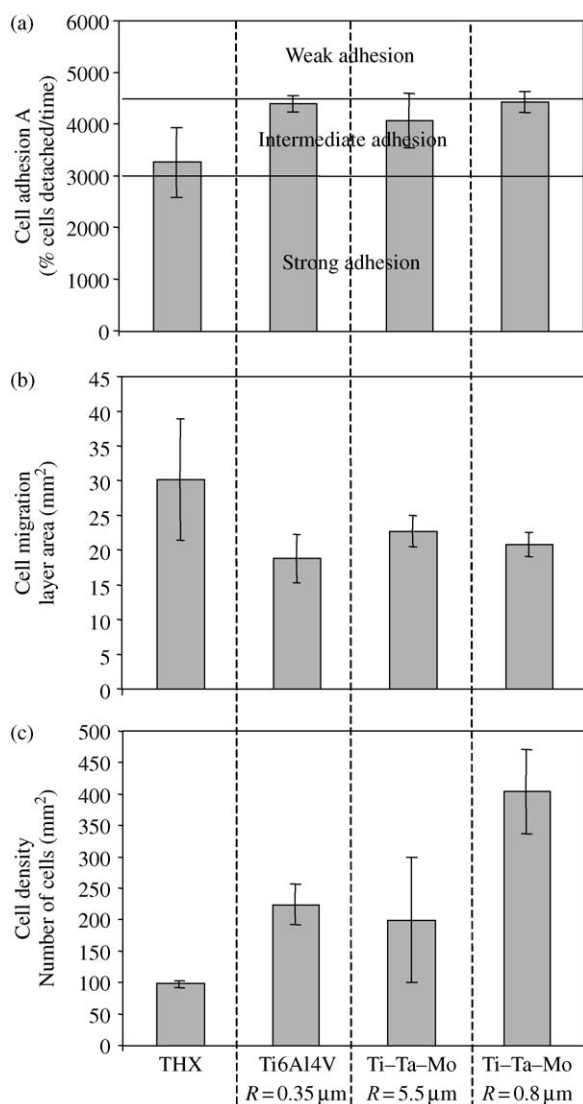 (a)
Cell adhesion A
(% cells detached/time)
6000
5000
4000
3000
2000
1000
0
Weak adhesion
Intermediate adhesion
Strong adhesion
(b)
Cell migration
layer area (mm²)
45
40
35
30
25
20
15
10
5
0
(c)
Cell density
Number of cells (mm²)
500
450
400
350
300
250
200
150
100
50
0
THX Ti6Al4V Ti–Ta–Mo Ti–Ta–Mo
R = 0.35 μm R = 5.5 μm R = 0.8 μm